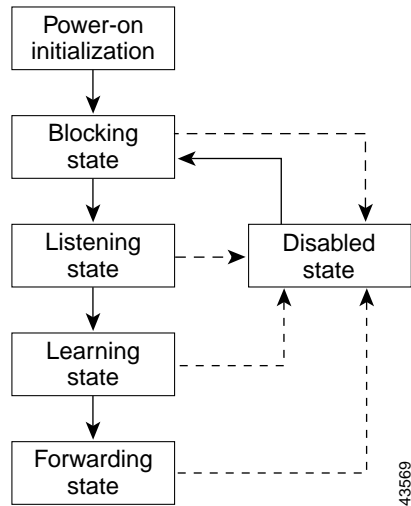 Power-on
initialization
Blocking
state
Listening
state
Disabled
state
Learning
state
Forwarding
state
43569